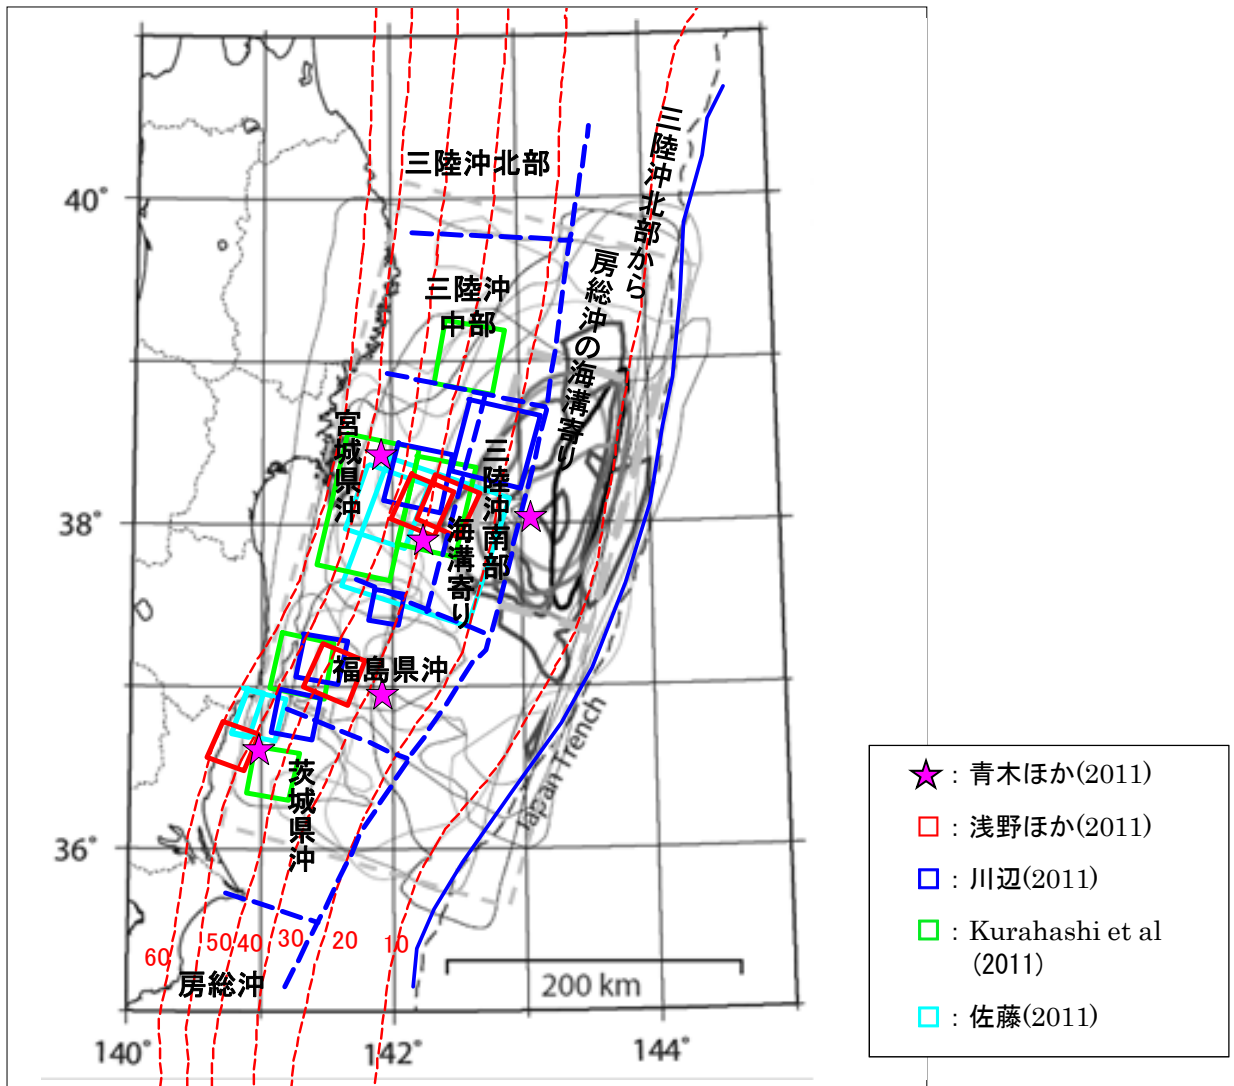 三陸沖北部
三陸沖北部から
房総沖の海溝寄り
40°
三陸沖
中部
宮城県沖
三陸沖南部
海溝寄り
38°
福島県沖
Japan Trench
茨城県沖
36°
60
50
40
30
20
10
房総沖
200 km
140°
142°
144°
★ : 青木ほか(2011)
□ : 浅野ほか(2011)
□ : 川辺(2011)
□ : Kurahashi et al
(2011)
□ : 佐藤(2011)